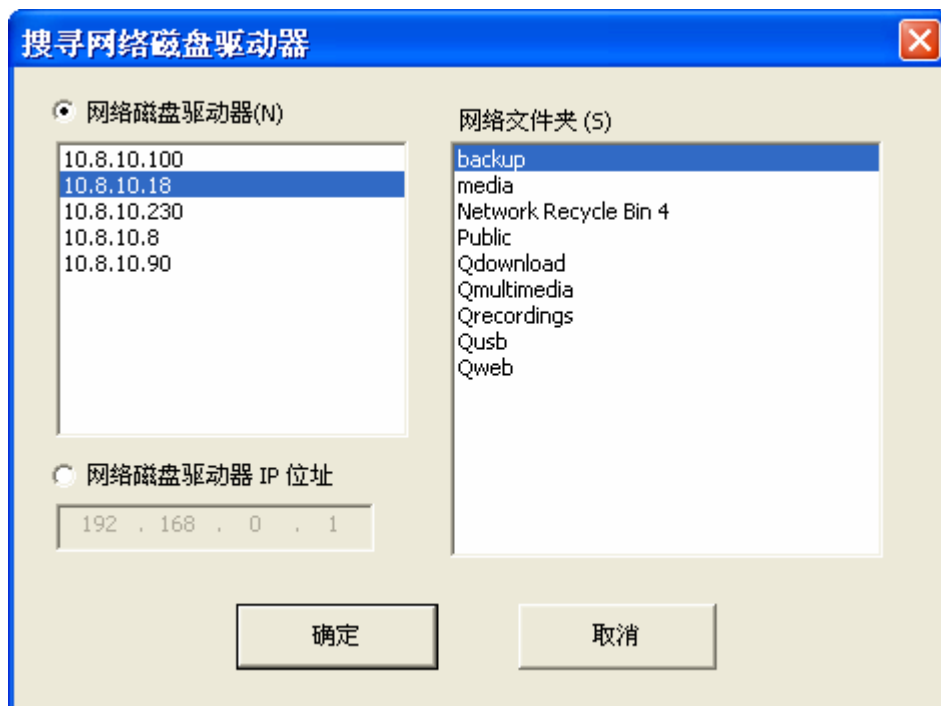 搜寻网络磁盘驱动器
网络磁盘驱动器(N)
10.8.10.100
10.8.10.18
10.8.10.230
10.8.10.8
10.8.10.90
网络磁盘驱动器 IP 位址
192 . 168 . 0 . 1
网络文件夹 (S)
backup
media
Network Recycle Bin 4
Public
Qdownload
Qmultimedia
Qrecordings
Qusb
Qweb
确定
取消